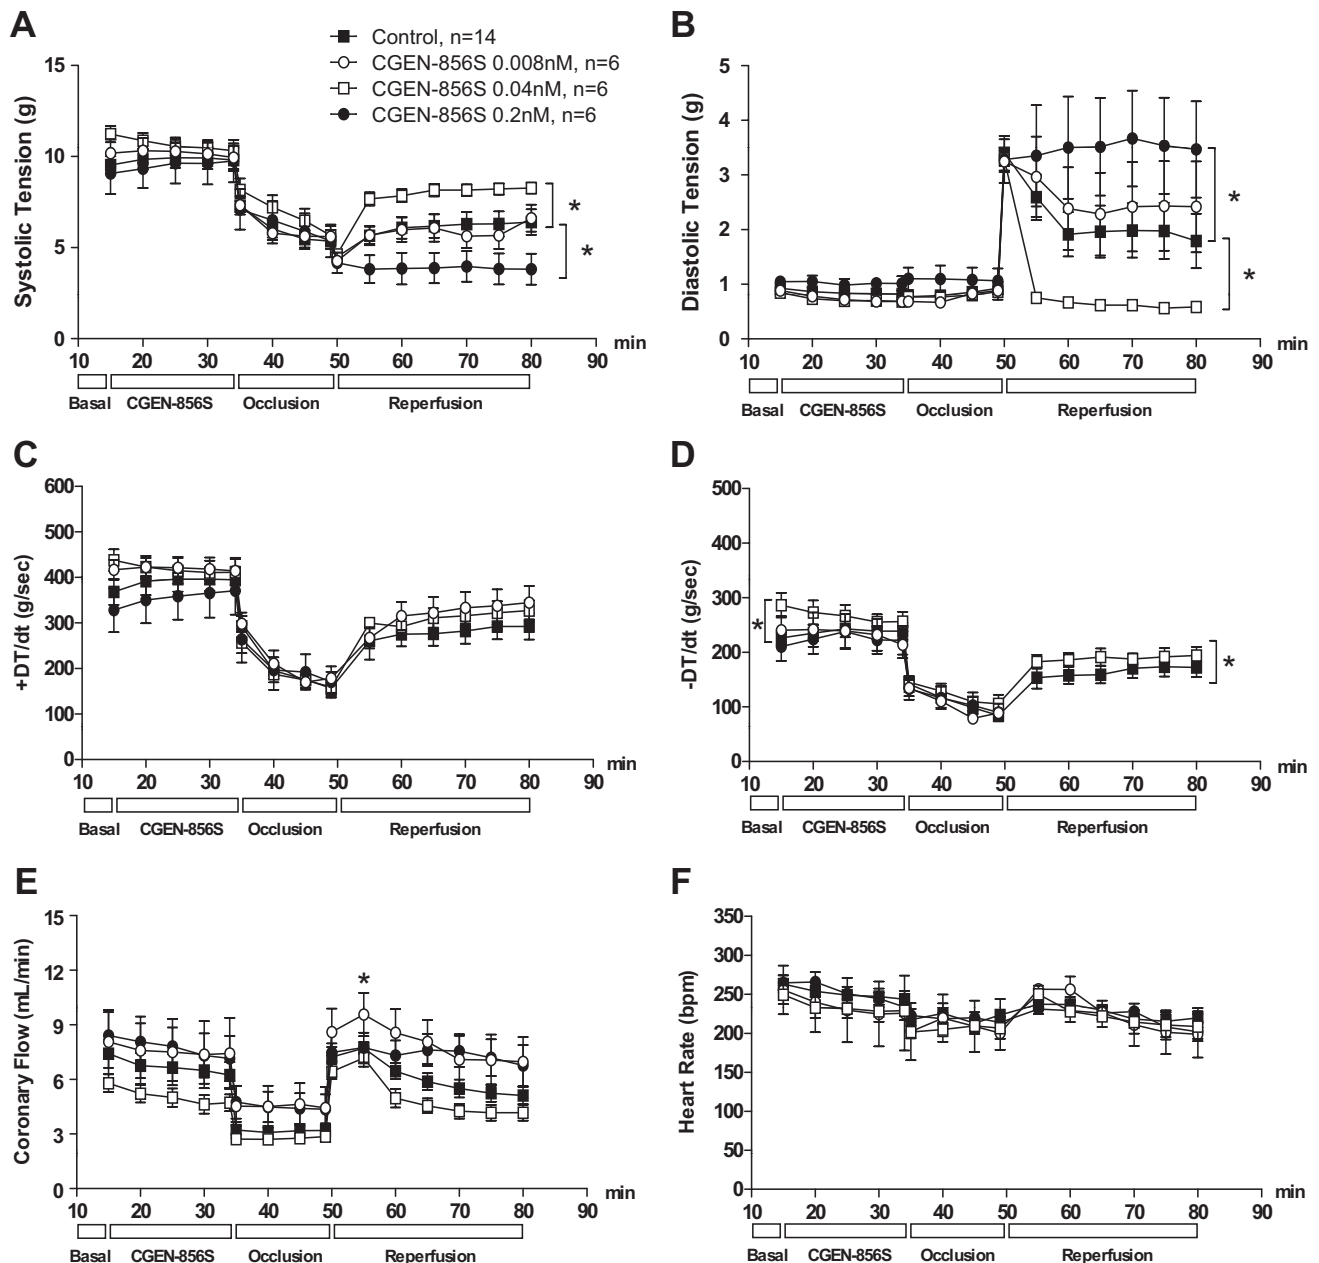 A
Control, n=14
CGEN-856S 0.008nM, n=6
CGEN-856S 0.04nM, n=6
CGEN-856S 0.2nM, n=6
Systolic Tension (g)
15
10
5
0
10 20 30 40 50 60 70 80 90 min
Basal CGEN-856S Occlusion Reperfusion
*
*
B
Diastolic Tension (g)
5
4
3
2
1
0
10 20 30 40 50 60 70 80 90 min
Basal CGEN-856S Occlusion Reperfusion
*
*
C
+DT/dt (g/sec)
600
500
400
300
200
100
0
10 20 30 40 50 60 70 80 90 min
Basal CGEN-856S Occlusion Reperfusion
D
-DT/dt (g/sec)
500
400
300
200
100
0
10 20 30 40 50 60 70 80 90 min
Basal CGEN-856S Occlusion Reperfusion
*
*
E
Coronary Flow (mL/min)
15
12
9
6
3
0
10 20 30 40 50 60 70 80 90 min
Basal CGEN-856S Occlusion Reperfusion
*
F
Heart Rate (bpm)
350
300
250
200
150
100
50
0
10 20 30 40 50 60 70 80 90 min
Basal CGEN-856S Occlusion Reperfusion